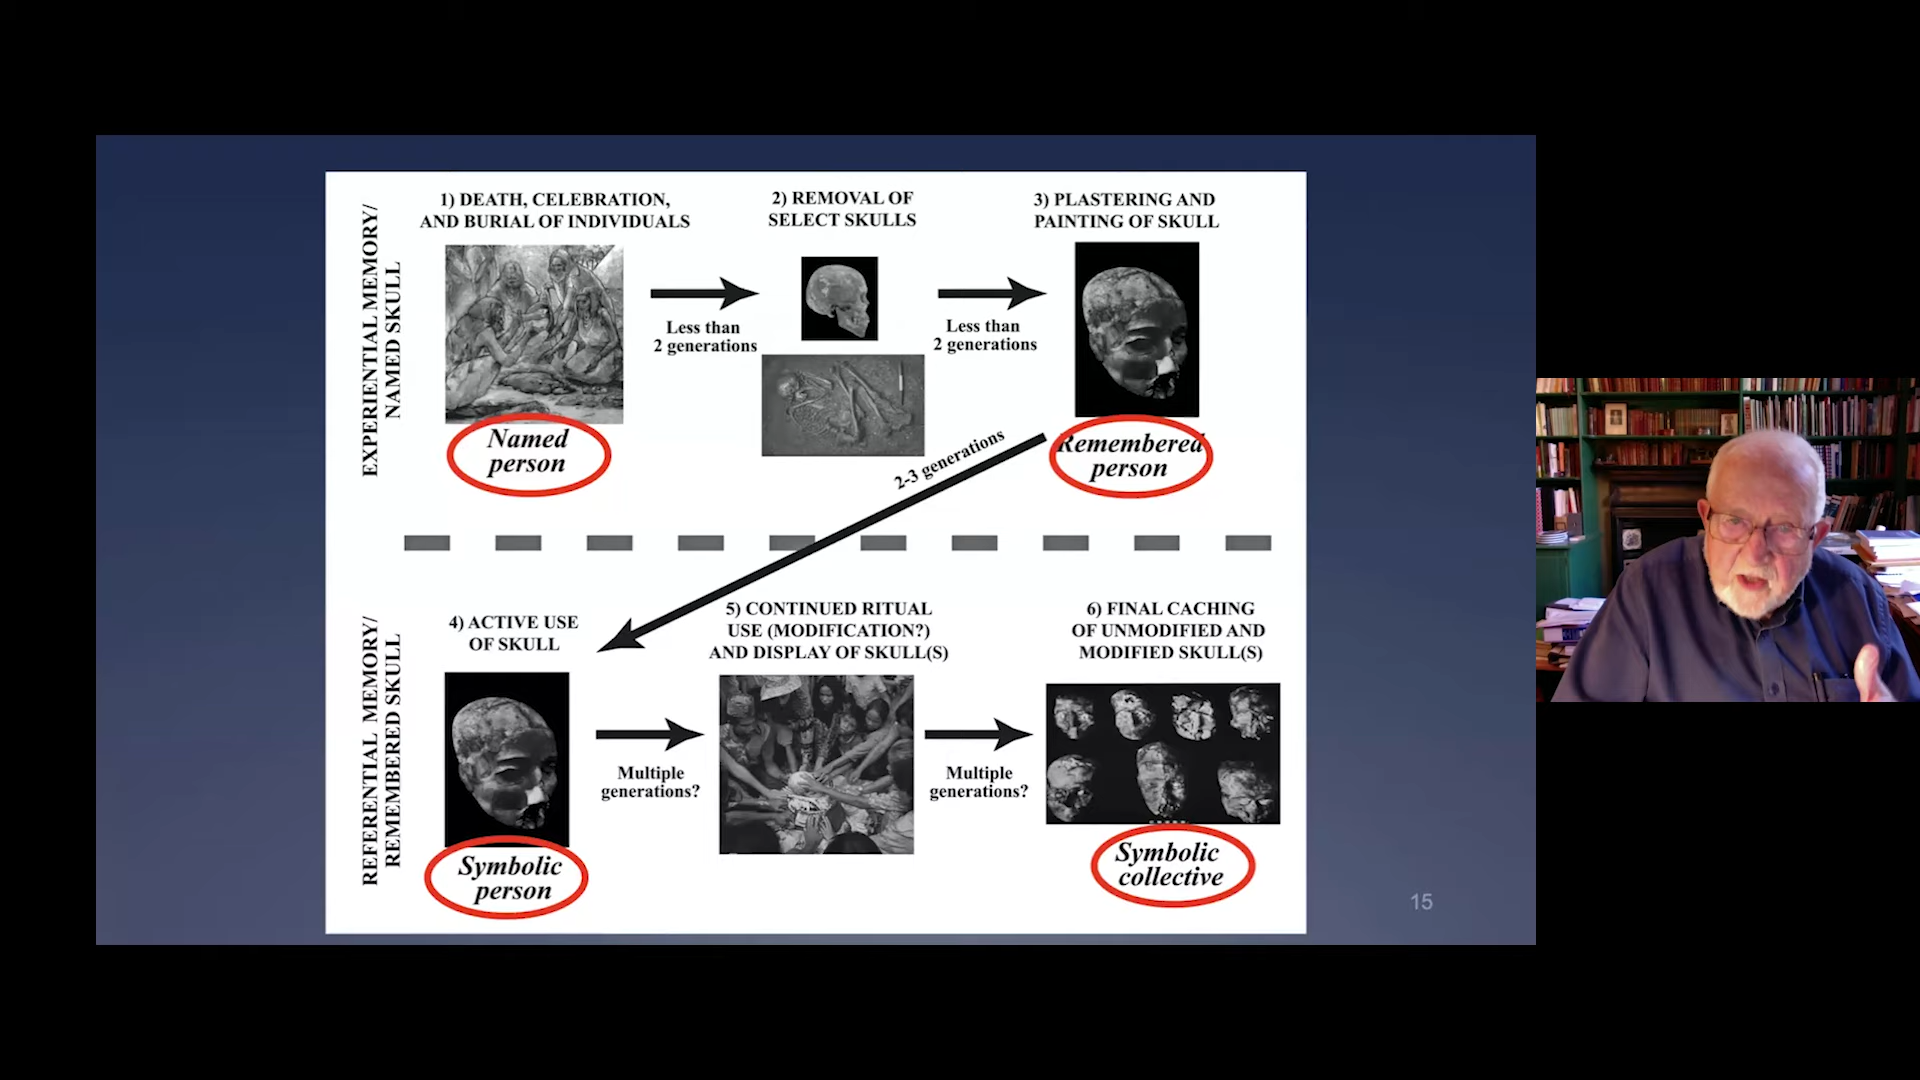 1) DEATH, CELEBRATION,
AND BURIAL OF INDIVIDUALS
2) REMOVAL OF
SELECT SKULLS
3) PLASTERING AND
PAINTING OF SKULL
EXPERIENTIAL MEMORY/
NAMED SKULL
Less than
2 generations
Less than
2 generations
Named
person
2-3 generations
Remembered
person
4) ACTIVE USE
OF SKULL
5) CONTINUED RITUAL
USE (MODIFICATION?)
AND DISPLAY OF SKULL(S)
6) FINAL CACHING
OF UNMODIFIED AND
MODIFIED SKULL(S)
REFERENTIAL MEMORY/
REMEMBERED SKULL
Multiple
generations?
Multiple
generations?
Symbolic
person
Symbolic
collective
15